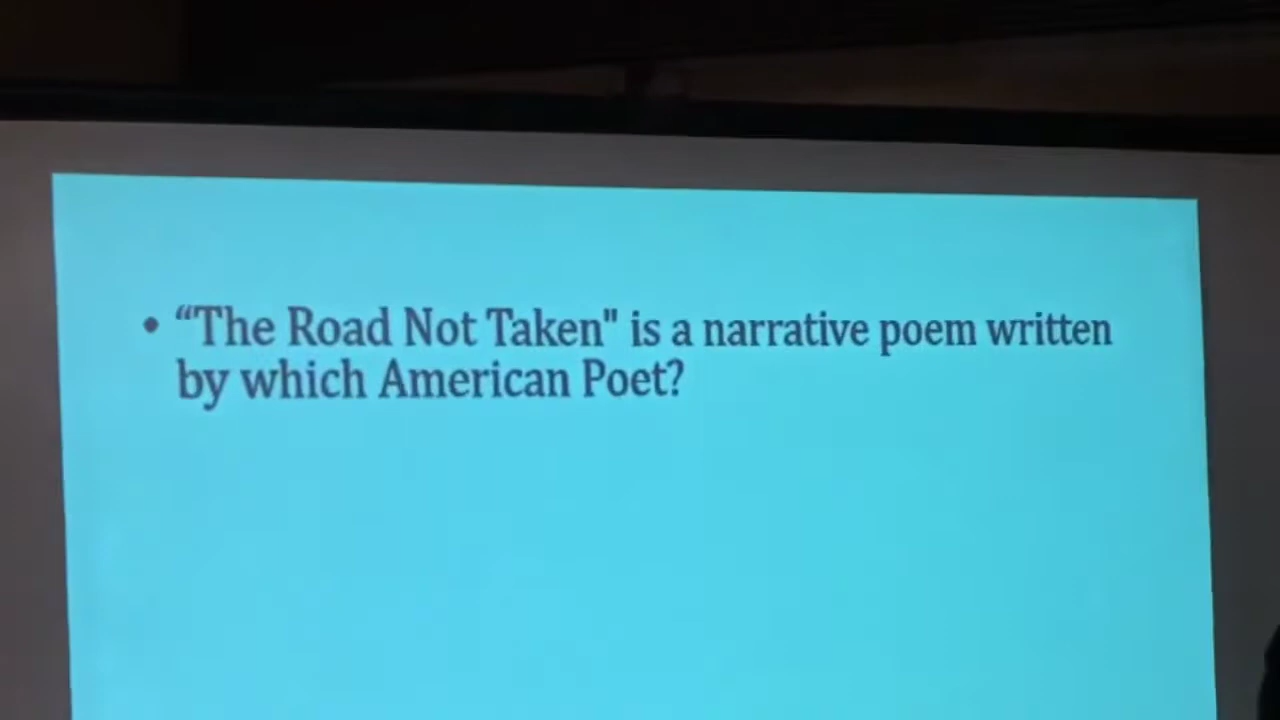 • “The Road Not Taken" is a narrative poem written
by which American Poet?